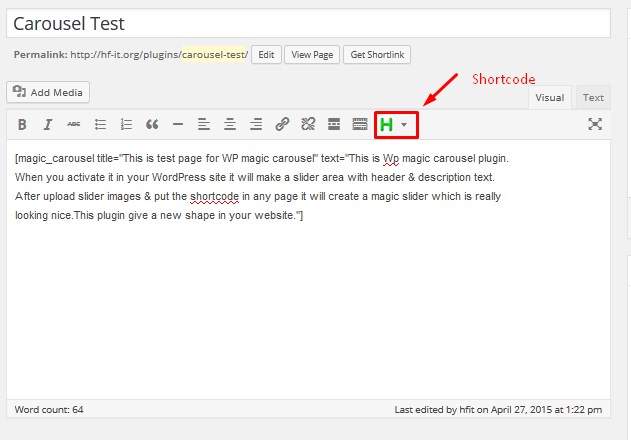 Carousel Test
Permalink: http://hf-it.org/plugins/carousel-test/ Edit View Page Get Shortlink
Shortcode
Add Media
Visual Text
B I ABC H
[magic_carousel title="This is test page for WP magic carousel" text="This is Wp magic carousel plugin.
When you activate it in your WordPress site it will make a slider area with header & description text.
After upload slider images & put the shortcode in any page it will create a magic slider which is really
looking nice.This plugin give a new shape in your website."]
Word count: 64 Last edited by hfit on April 27, 2015 at 1:22 pm